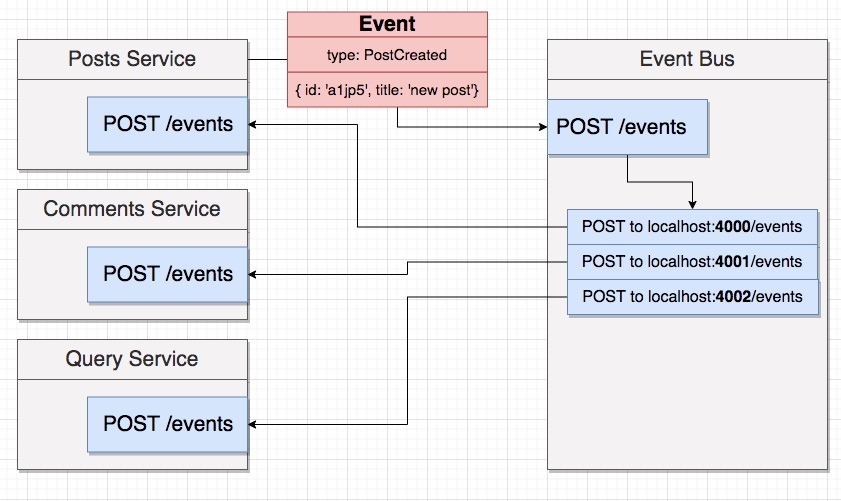 Event
type: PostCreated
{ id: 'a1jp5', title: 'new post'}
Posts Service
POST /events
Comments Service
POST /events
Query Service
POST /events
Event Bus
POST /events
POST to localhost:4000/events
POST to localhost:4001/events
POST to localhost:4002/events